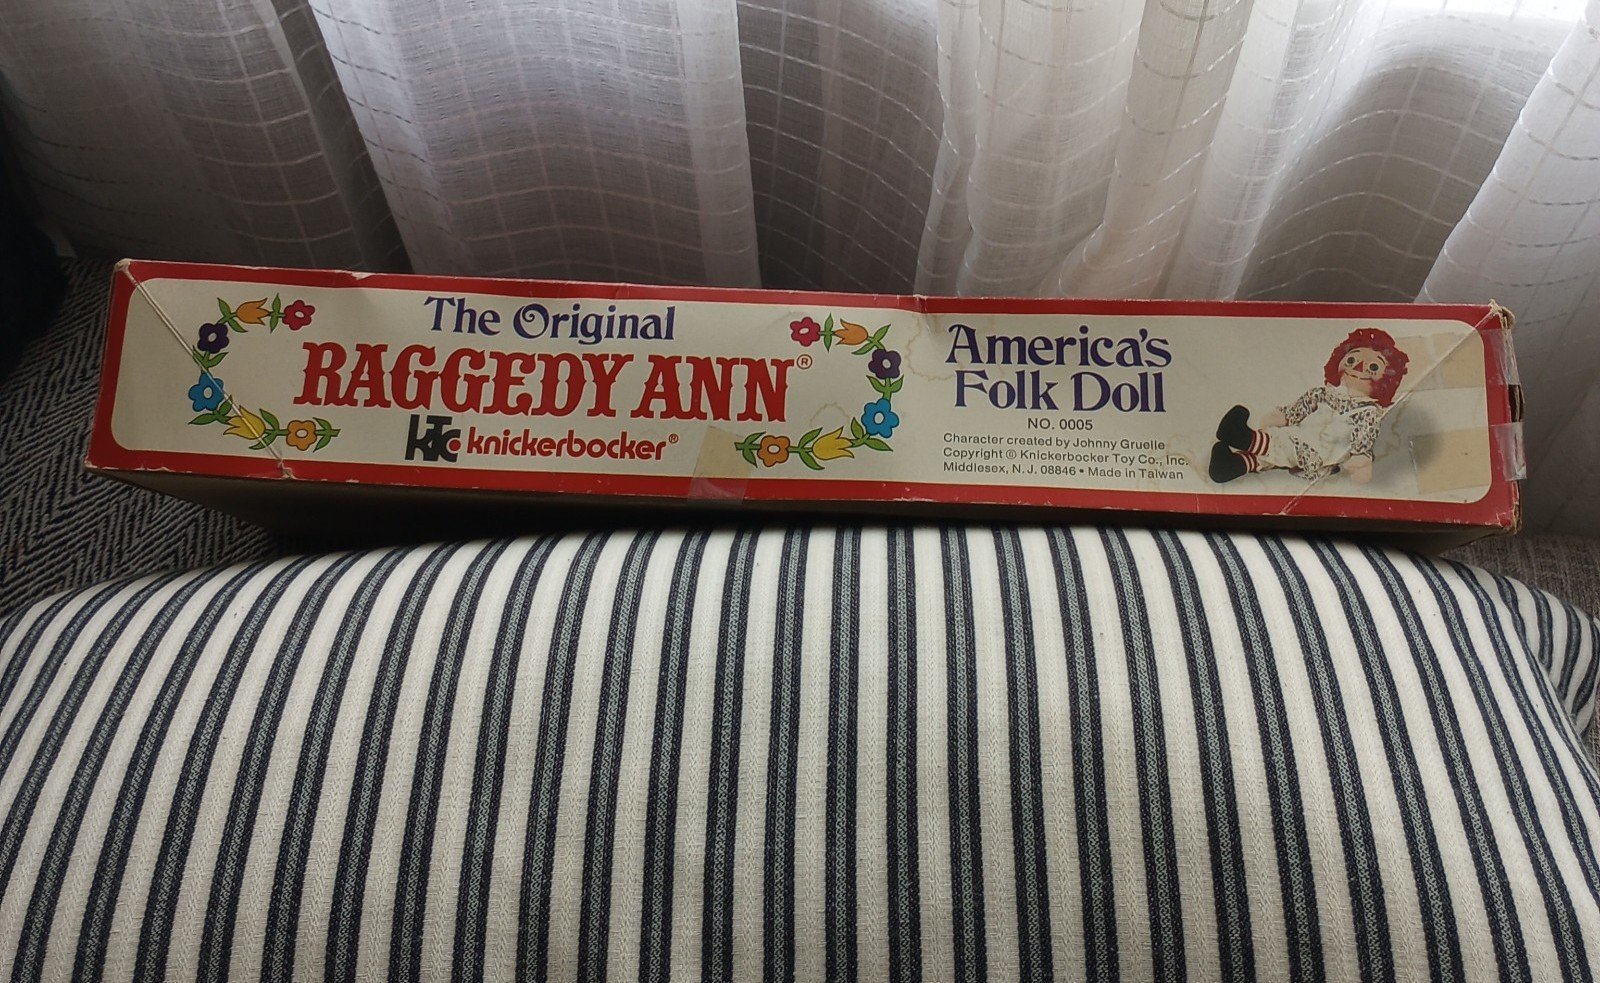 The Original
RAGGEDY ANN®
KTC knickerbocker®
America's
Folk Doll
NO. 0005
Character created by Johnny Gruelle
Copyright © Knickerbocker Toy Co., Inc.
Middlesex, N. J. 08846 • Made in Taiwan